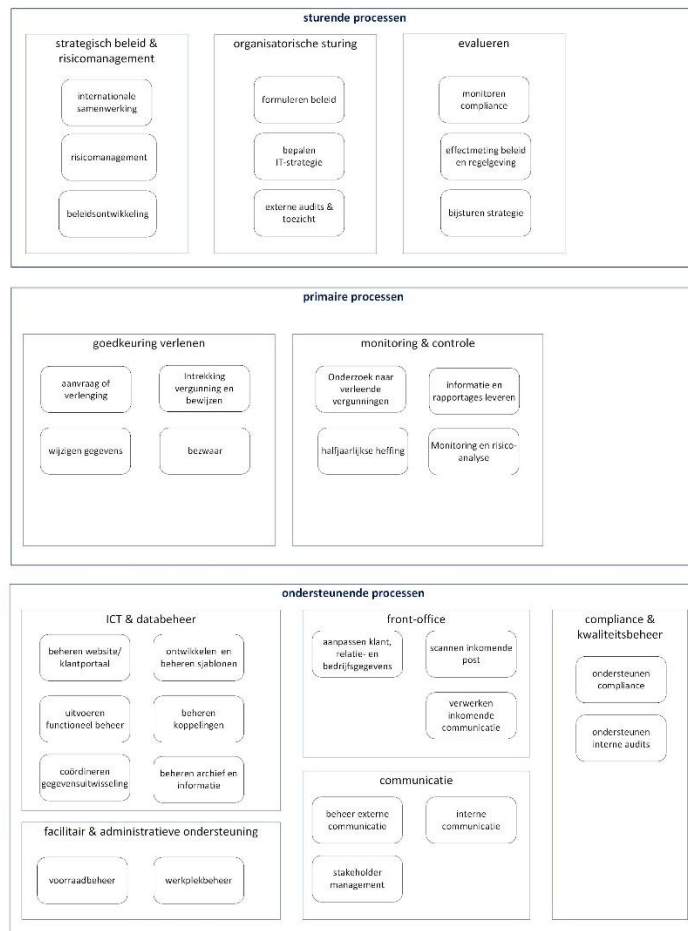 sturende processen
strategisch beleid &
risicomanagement
internationale
samenwerking
risicomanagement
beleidsontwikkeling
organisatorische sturing
formuleren beleid
bepalen
IT-strategie
externe audits &
toezicht
evalueren
monitoren
compliance
effectmeting beleid
en regelgeving
bijsturen strategie
primaire processen
goedkeuring verlenen
aanvraag of
verlenging
Intrekking
vergunning en
bewijzen
wijzigen gegevens
bezwaar
monitoring & controle
Onderzoek naar
verleende
vergunningen
informatie en
rapportages leveren
halfjaarlijkse heffing
Monitoring en risico-
analyse
ondersteunende processen
ICT & databeheer
beheren website/
klantportaal
ontwikkelen en
beheren sjablonen
uitvoeren
functioneel beheer
beheren
koppelingen
coördineren
gegevensuitwisseling
beheren archief en
informatie
facilitair & administratieve ondersteuning
voorraadbeheer
werkplekbeheer
front-office
aanpassen klant,
relatie- en
bedrijfsgegevens
scannen inkomende
post
verwerken
inkomende
communicatie
communicatie
beheer externe
communicatie
interne
communicatie
stakeholder
management
compliance &
kwaliteitsbeheer
ondersteunen
compliance
ondersteunen
interne audits